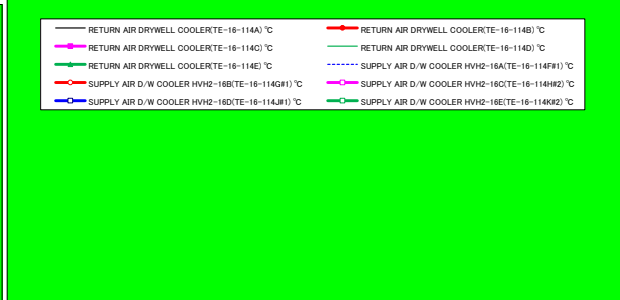 RETURN AIR DRYWELL COOLER(TE-16-114A) ℃
RETURN AIR DRYWELL COOLER(TE-16-114B) ℃
RETURN AIR DRYWELL COOLER(TE-16-114C) ℃
RETURN AIR DRYWELL COOLER(TE-16-114D) ℃
RETURN AIR DRYWELL COOLER(TE-16-114E) ℃
SUPPLY AIR D/W COOLER HVH2-16A(TE-16-114F#1) ℃
SUPPLY AIR D/W COOLER HVH2-16B(TE-16-114G#1) ℃
SUPPLY AIR D/W COOLER HVH2-16C(TE-16-114H#2) ℃
SUPPLY AIR D/W COOLER HVH2-16D(TE-16-114J#1) ℃
SUPPLY AIR D/W COOLER HVH2-16E(TE-16-114K#2) ℃